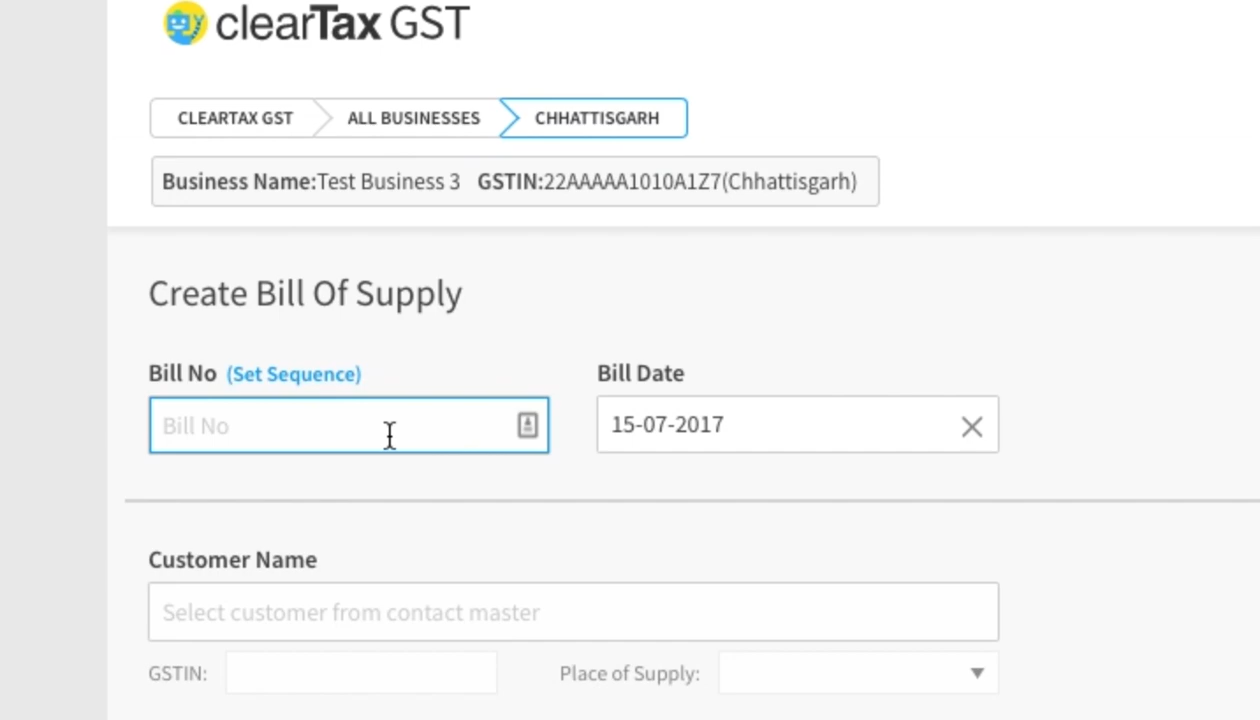 clearTax GST
CLEARTAX GST ALL BUSINESSES CHHATTISGARH
Business Name:Test Business 3 GSTIN:22AAAAA1010A1Z7(Chhattisgarh)
Create Bill Of Supply
Bill No (Set Sequence) Bill Date
Bill No 15-07-2017
Customer Name
Select customer from contact master
GSTIN: Place of Supply: